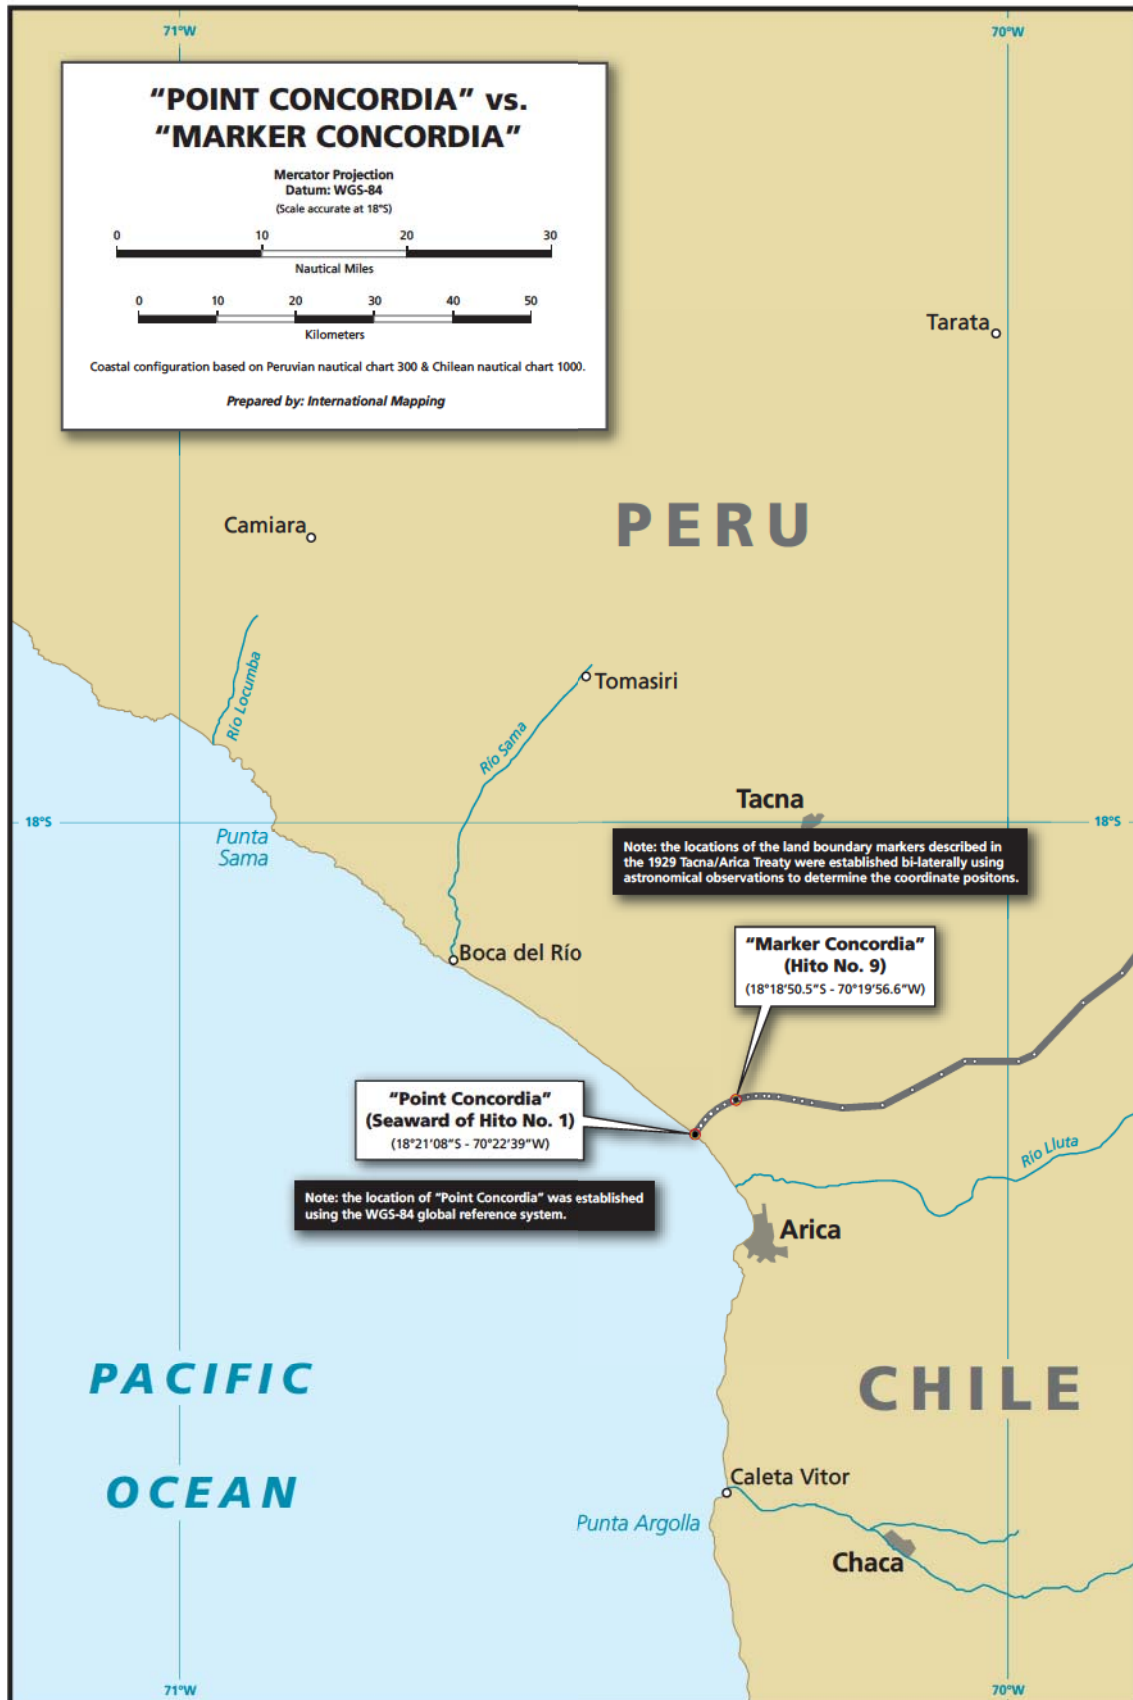 71°W
70°W
"POINT CONCORDIA" vs.
"MARKER CONCORDIA"
Mercator Projection
Datum: WGS-84
(Scale accurate at 18°S)
0 10 20 30
Nautical Miles
0 10 20 30 40 50
Kilometers
Coastal configuration based on Peruvian nautical chart 300 & Chilean nautical chart 1000.
Prepared by: International Mapping
Tarata
PERU
Camiara
Río Locumba
Tomasiri
Río Sama
Tacna
18°S
18°S
Punta
Sama
Note: the locations of the land boundary markers described in
the 1929 Tacna/Arica Treaty were established bi-laterally using
astronomical observations to determine the coordinate positons.
Boca del Río
"Marker Concordia"
(Hito No. 9)
(18°18'50.5"S - 70°19'56.6"W)
"Point Concordia"
(Seaward of Hito No. 1)
(18°21'08"S - 70°22'39"W)
Río Lluta
Note: the location of "Point Concordia" was established
using the WGS-84 global reference system.
Arica
PACIFIC
OCEAN
CHILE
Caleta Vitor
Punta Argolla
Chaca
71°W
70°W